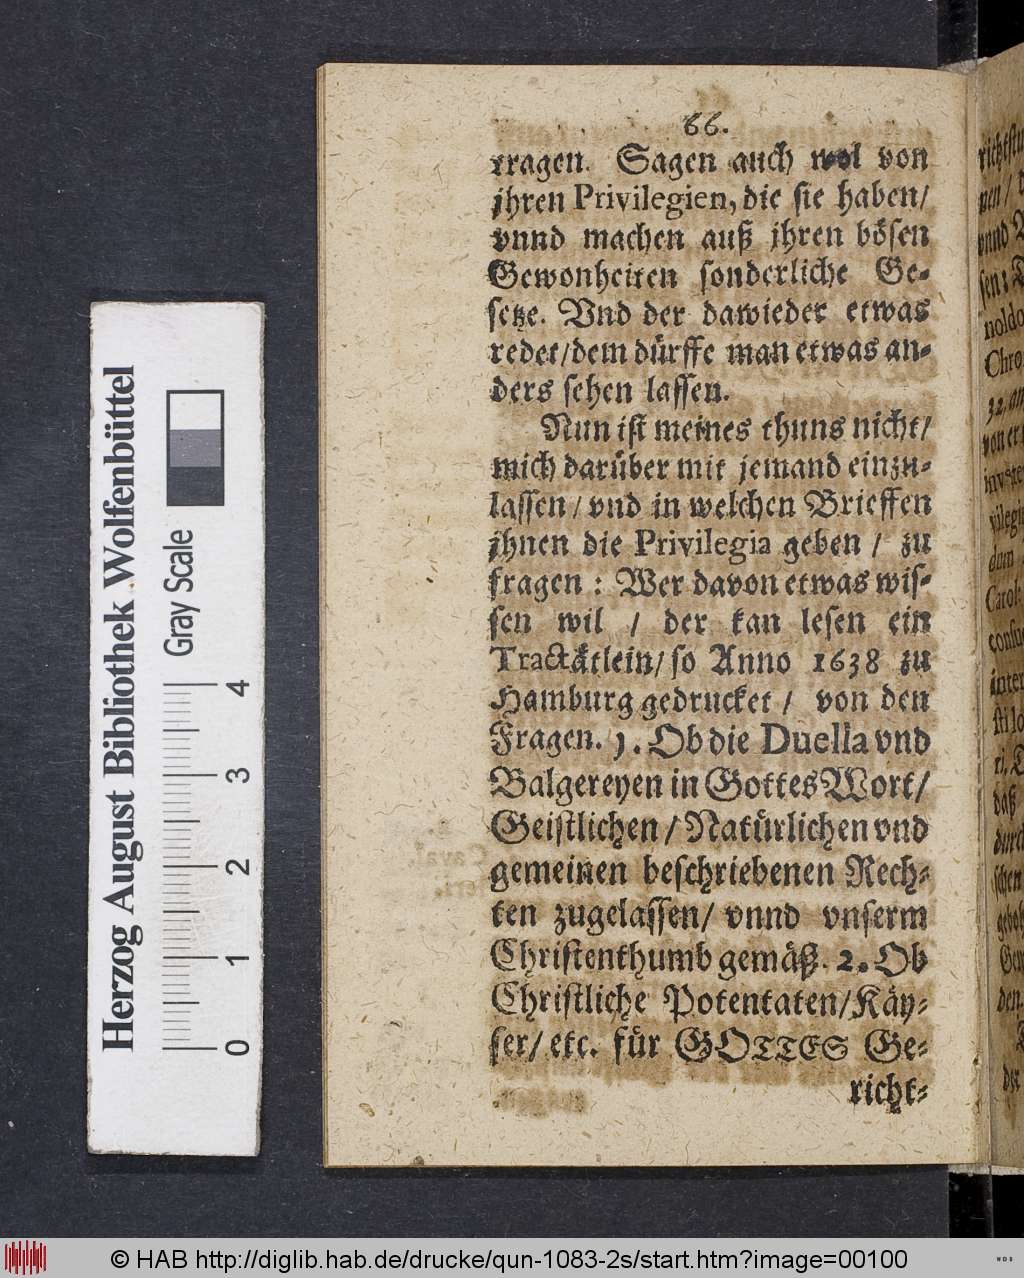 66.
tragen. Sagen auch wol von
jhren Privilegien, die sie haben/
vnnd machen auß jhren bösen
Gewonheiten sonderliche Ge-
setze. Vnd der dawieder etwas
redet/dem dürffe man etwas an-
ders sehen lassen.
Nun ist meines thuns nicht/
mich darüber mit jemand einzu-
lassen/ vnd in welchen Brieffen
jhnen die Privilegia geben / zu
fragen: Wer davon etwas wis-
sen wil / der kan lesen ein
Tractätlein/ so Anno 1638 zu
Hamburg gedrucket / von den
Fragen. 1. Ob die Duella vnd
Balgereyen in Gottes Wort/
Geistlichen / Natürlichen vnd
gemeinen beschriebenen Rech-
ten zugelassen/ vnnd vnserm
Christenthumb gemäß. 2. Ob
Christliche Potentaten/Käy-
ser/ etc. für GOTTES Ge-
richt-
Herzog August Bibliothek Wolfenbüttel
Gray Scale
0 1 2 3 4
© HAB http://diglib.hab.de/drucke/qun-1083-2s/start.htm?image=00100